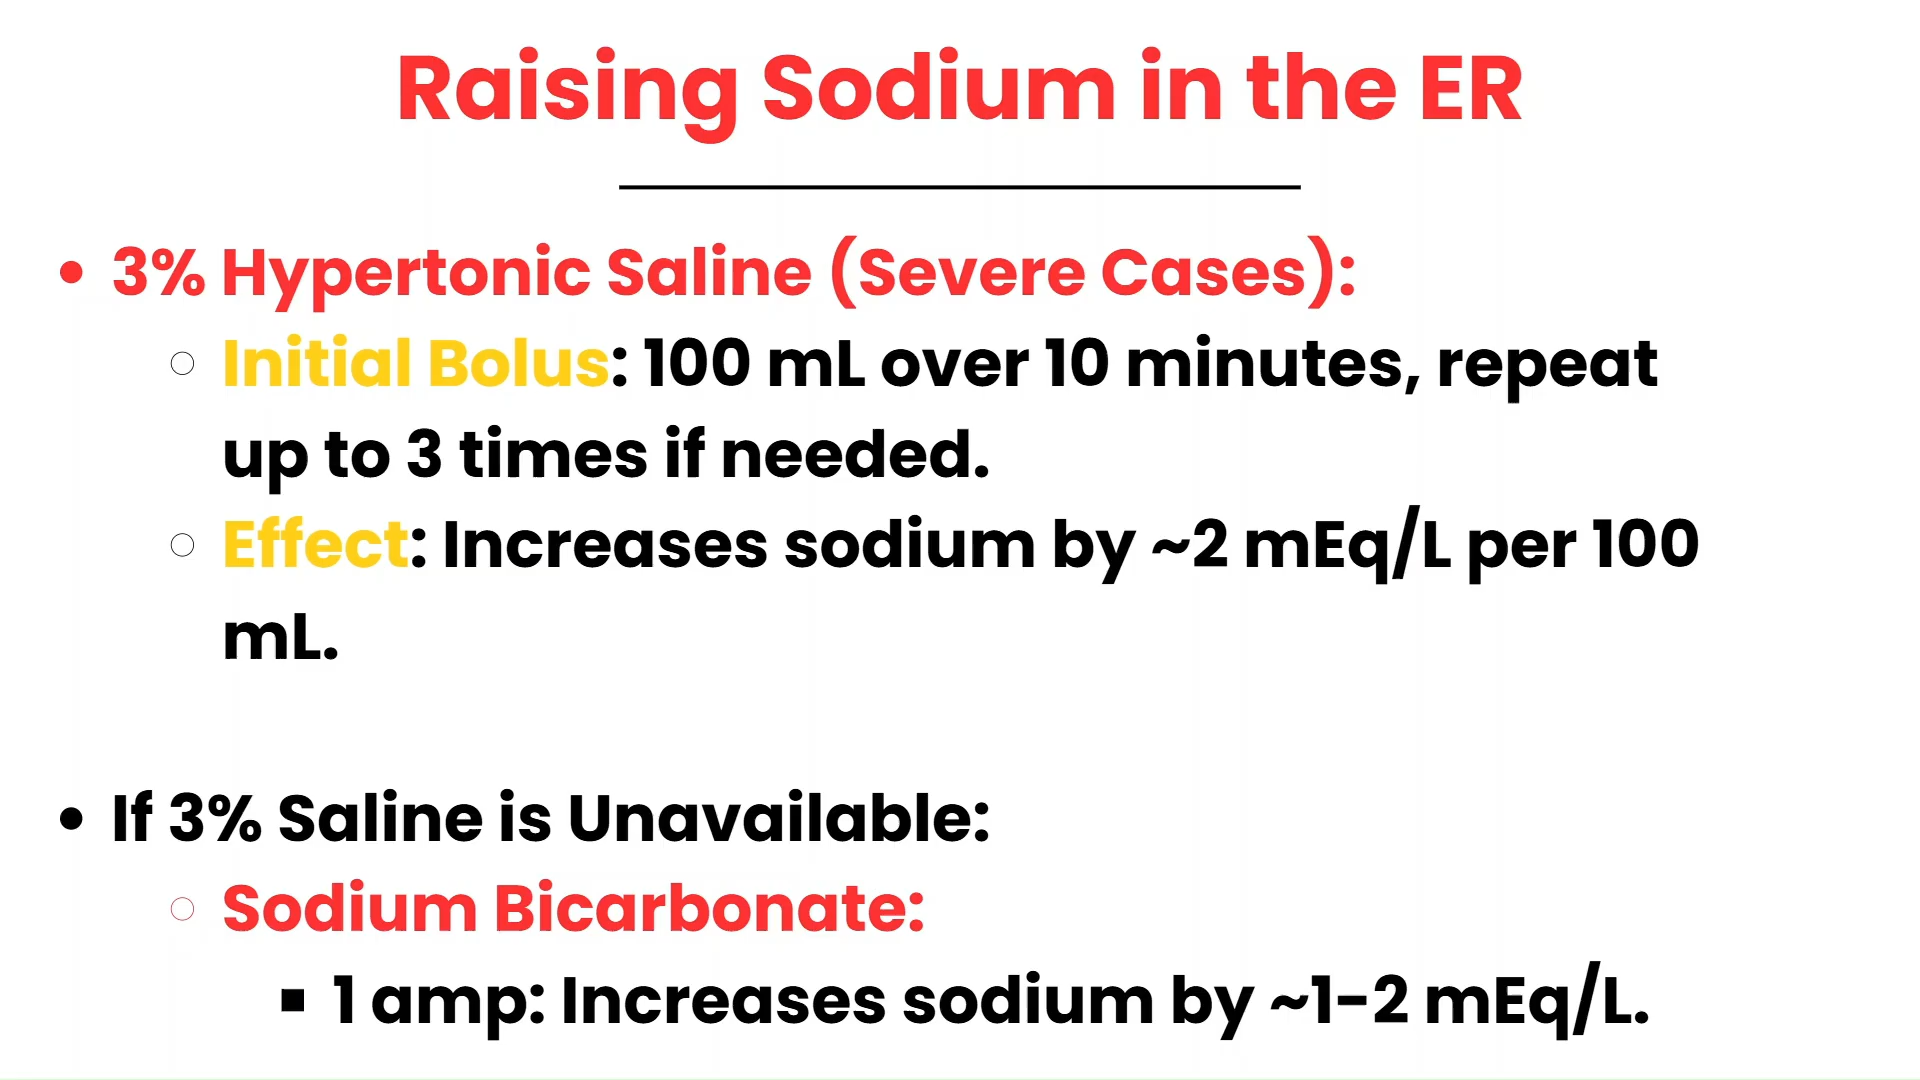 Raising Sodium in the ER
• 3% Hypertonic Saline (Severe Cases):
○ Initial Bolus: 100 mL over 10 minutes, repeat
up to 3 times if needed.
○ Effect: Increases sodium by ~2 mEq/L per 100
mL.
• If 3% Saline is Unavailable:
○ Sodium Bicarbonate:
▪ 1 amp: Increases sodium by ~1-2 mEq/L.